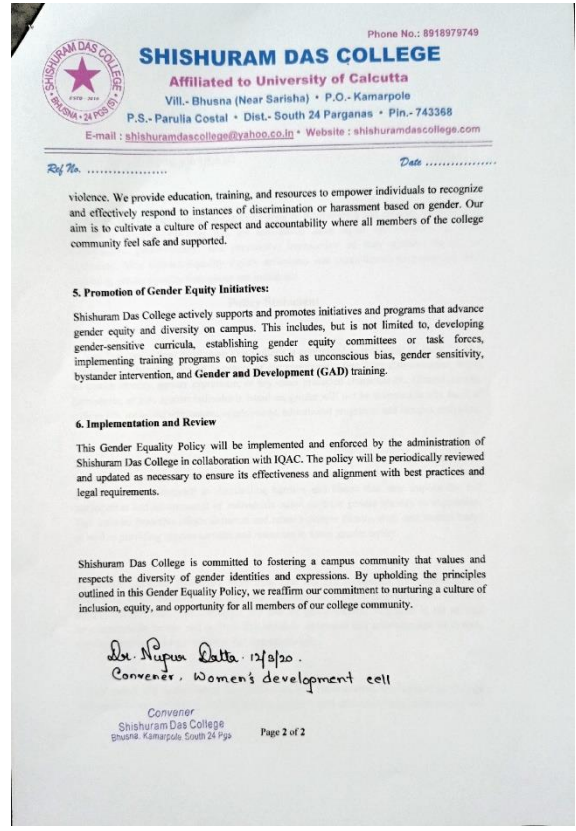 Phone No.: 8918979749
SHISHURAM DAS COLLEGE
SHISHURAM DAS COLLEGE
ESTD - 2010
BHUSNA • 24 PGS (S)
Affiliated to University of Calcutta
Vill.- Bhusna (Near Sarisha) • P.O.- Kamarpole
P.S.- Parulia Costal • Dist.- South 24 Parganas • Pin.- 743368
E-mail : shishuramdascollege@yahoo.co.in • Website : shishuramdascollege.com
Ref No. ....................
Date .................
violence. We provide education, training, and resources to empower individuals to recognize
and effectively respond to instances of discrimination or harassment based on gender. Our
aim is to cultivate a culture of respect and accountability where all members of the college
community feel safe and supported.
5. Promotion of Gender Equity Initiatives:
Shishuram Das College actively supports and promotes initiatives and programs that advance
gender equity and diversity on campus. This includes, but is not limited to, developing
gender-sensitive curricula, establishing gender equity committees or task forces,
implementing training programs on topics such as unconscious bias, gender sensitivity,
bystander intervention, and Gender and Development (GAD) training.
6. Implementation and Review
This Gender Equality Policy will be implemented and enforced by the administration of
Shishuram Das College in collaboration with IQAC. The policy will be periodically reviewed
and updated as necessary to ensure its effectiveness and alignment with best practices and
legal requirements.
Shishuram Das College is committed to fostering a campus community that values and
respects the diversity of gender identities and expressions. By upholding the principles
outlined in this Gender Equality Policy, we reaffirm our commitment to nurturing a culture of
inclusion, equity, and opportunity for all members of our college community.
Dr. Nupur Datta. 12/3/20.
Convener, Women's development cell
Convener
Shishuram Das College
Bhusna, Kamarpole South 24 Pgs
Page 2 of 2